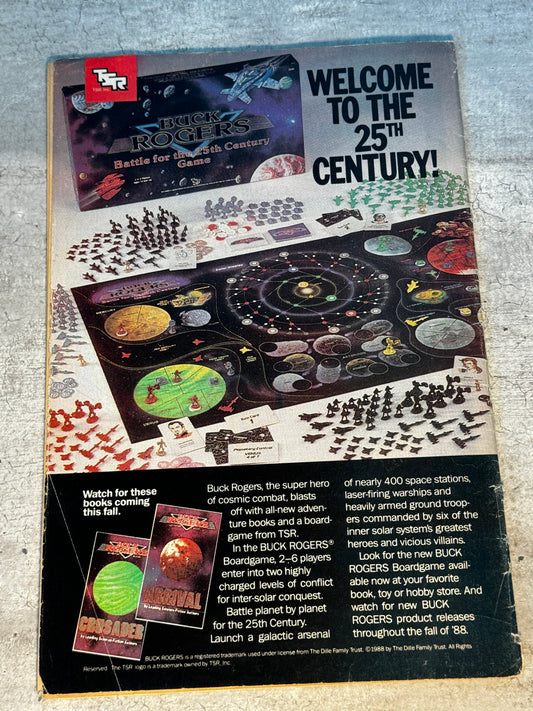 TSR
TSR, Inc.
BUCK
ROGERS
Battle for the 25th Century
Game
WELCOME
TO THE
25TH
CENTURY!
Watch for these
books coming
this fall.
ARRIVAL
CRUSADER
Buck Rogers, the super hero
of cosmic combat, blasts
off with all-new adven-
ture books and a board-
game from TSR.
In the BUCK ROGERS®
Boardgame, 2–6 players
enter into two highly
charged levels of conflict
for inter-solar conquest.
Battle planet by planet
for the 25th Century.
Launch a galactic arsenal
of nearly 400 space stations,
laser-firing warships and
heavily armed ground troop-
ers commanded by six of the
inner solar system's greatest
heroes and vicious villains.
Look for the new BUCK
ROGERS Boardgame avail-
able now at your favorite
book, toy or hobby store. And
watch for new BUCK
ROGERS product releases
throughout the fall of '88.
BUCK ROGERS is a registered trademark used under license from The Dille Family Trust. ©1988 by The Dille Family Trust. All Rights
Reserved. The TSR logo is a trademark owned by TSR, Inc.